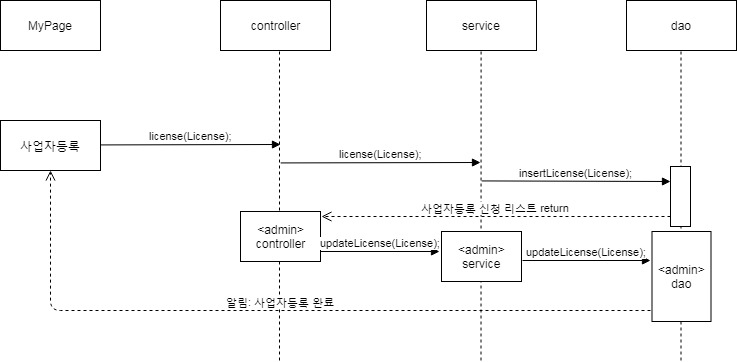 MyPage
controller
service
dao
사업자등록
license(License);
license(License);
insertLicense(License);
사업자등록 신청 리스트 return
<admin>
controller
updateLicense(License);
<admin>
service
updateLicense(License);
<admin>
dao
알림: 사업자등록 완료